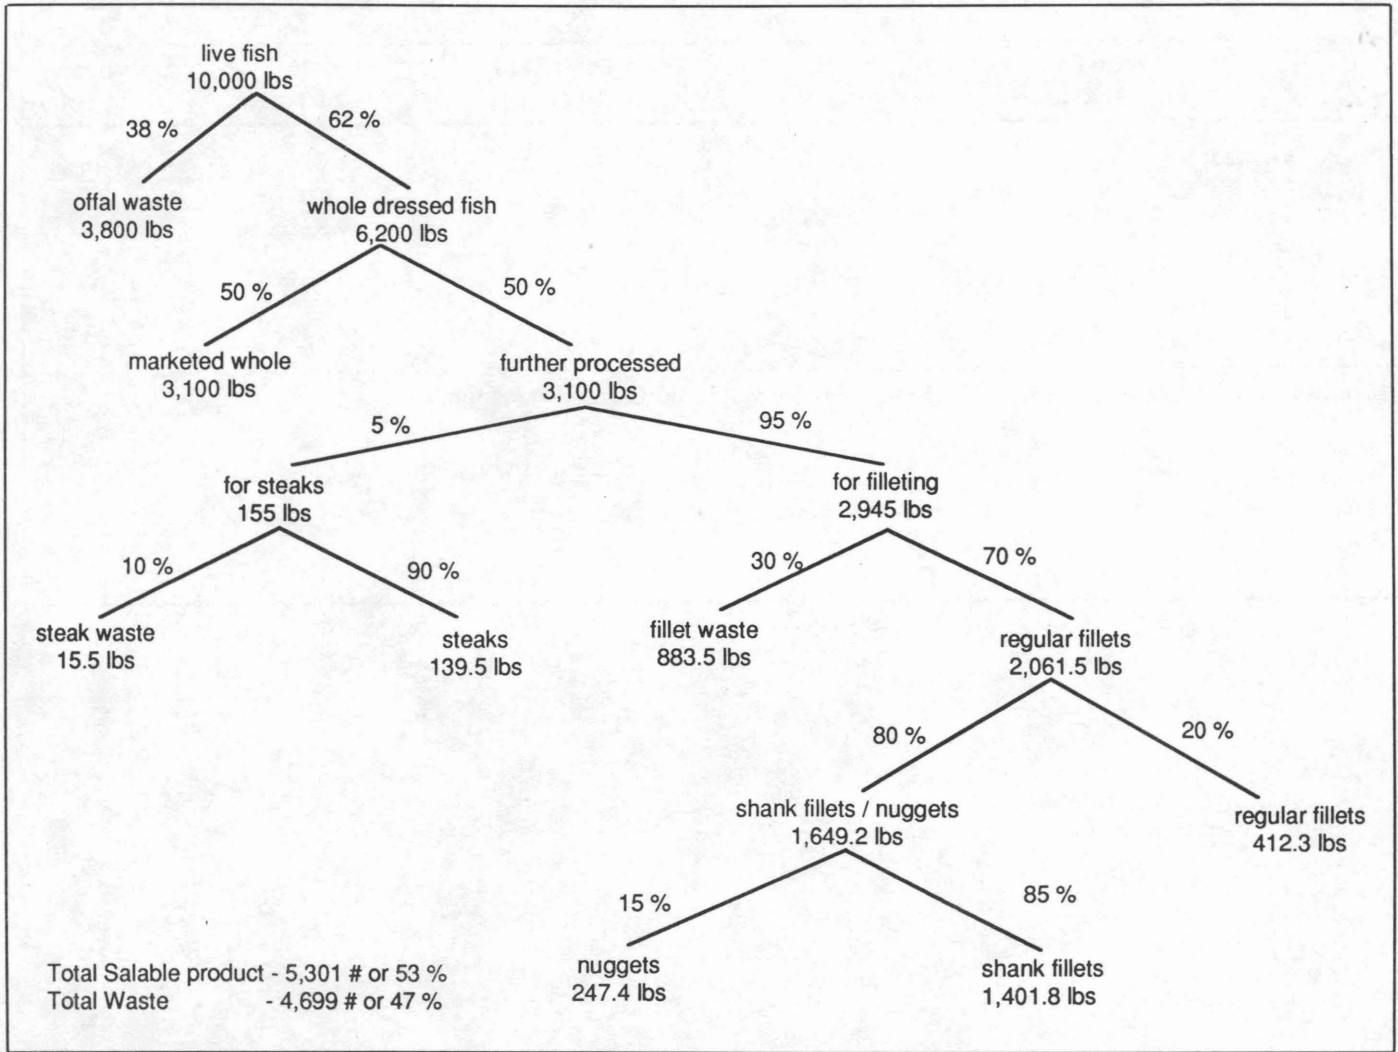 live fish
10,000 lbs
38 %
62 %
offal waste
3,800 lbs
whole dressed fish
6,200 lbs
50 %
50 %
marketed whole
3,100 lbs
further processed
3,100 lbs
5 %
95 %
for steaks
155 lbs
for filleting
2,945 lbs
10 %
90 %
30 %
70 %
steak waste
15.5 lbs
steaks
139.5 lbs
fillet waste
883.5 lbs
regular fillets
2,061.5 lbs
80 %
20 %
shank fillets / nuggets
1,649.2 lbs
regular fillets
412.3 lbs
15 %
85 %
nuggets
247.4 lbs
shank fillets
1,401.8 lbs
Total Salable product - 5,301 # or 53 %
Total Waste - 4,699 # or 47 %